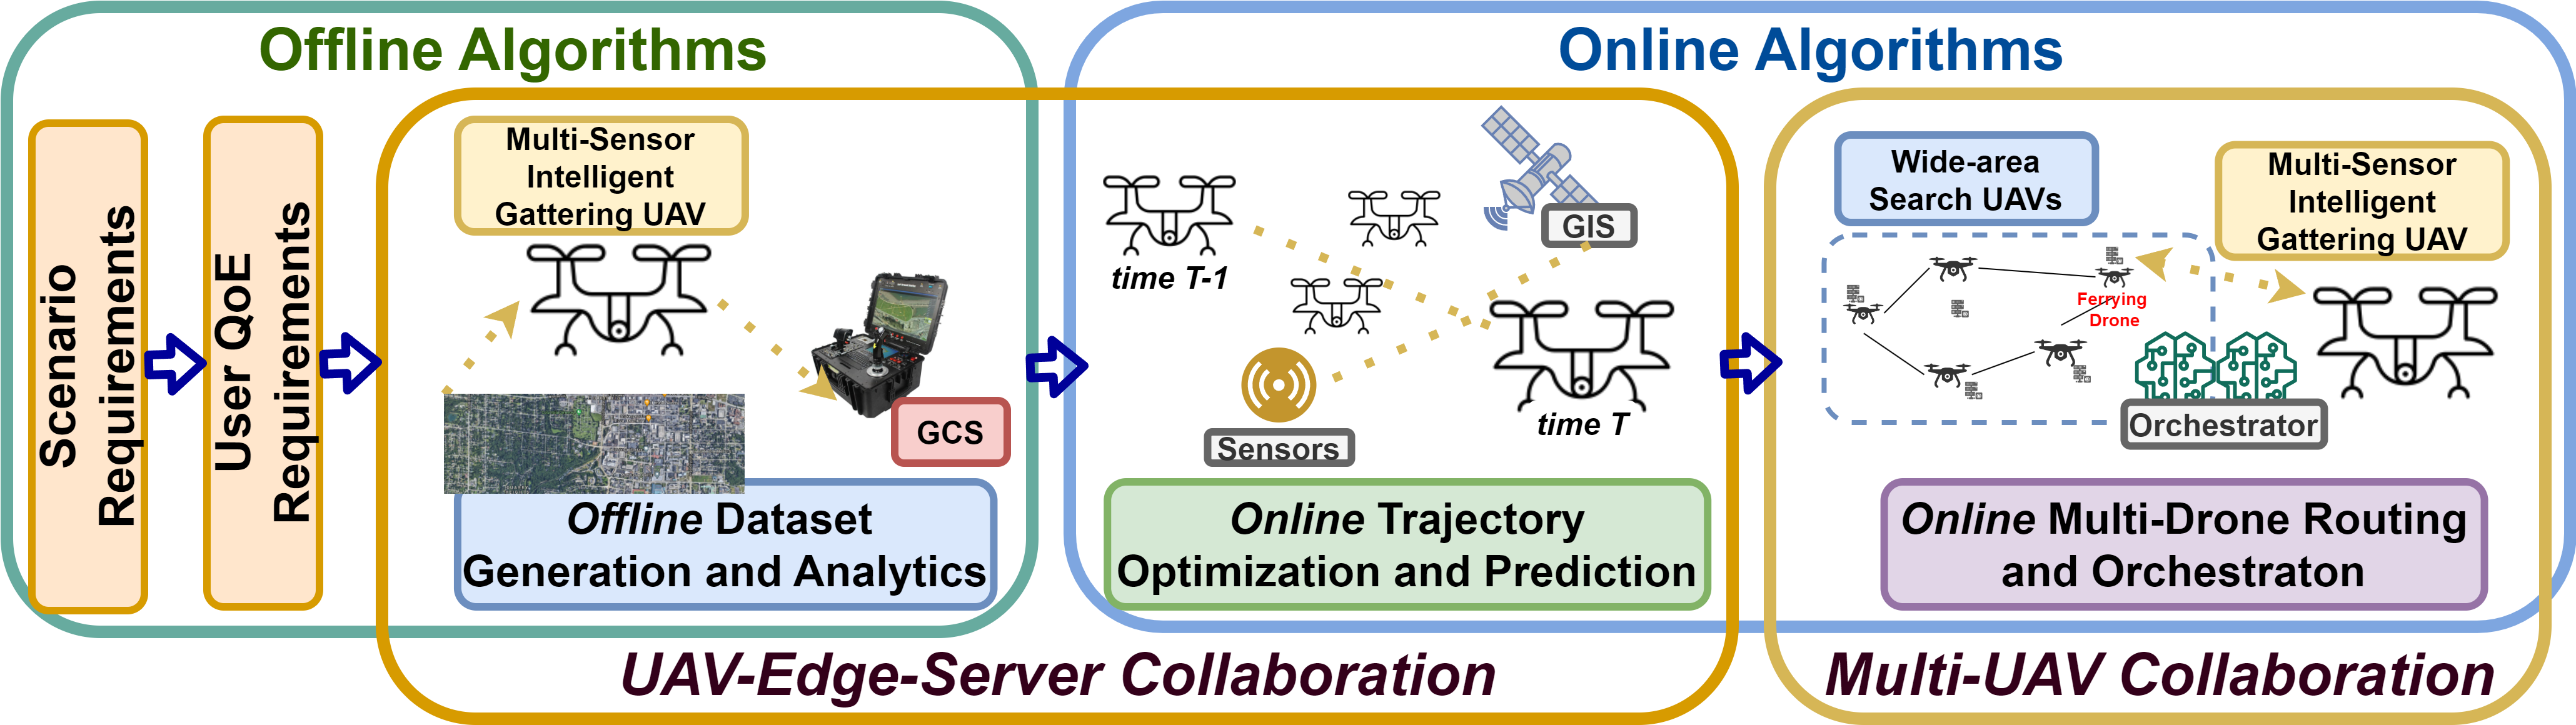 Offline Algorithms
Online Algorithms
Scenario
Requirements
User QoE
Requirements
Multi-Sensor
Intelligent
Gattering UAV
GCS
Offline Dataset
Generation and Analytics
time T-1
GIS
Sensors
time T
Online Trajectory
Optimization and Prediction
Wide-area
Search UAVs
Multi-Sensor
Intelligent
Gattering UAV
Ferrying
Drone
Orchestrator
Online Multi-Drone Routing
and Orchestraton
UAV-Edge-Server Collaboration
Multi-UAV Collaboration